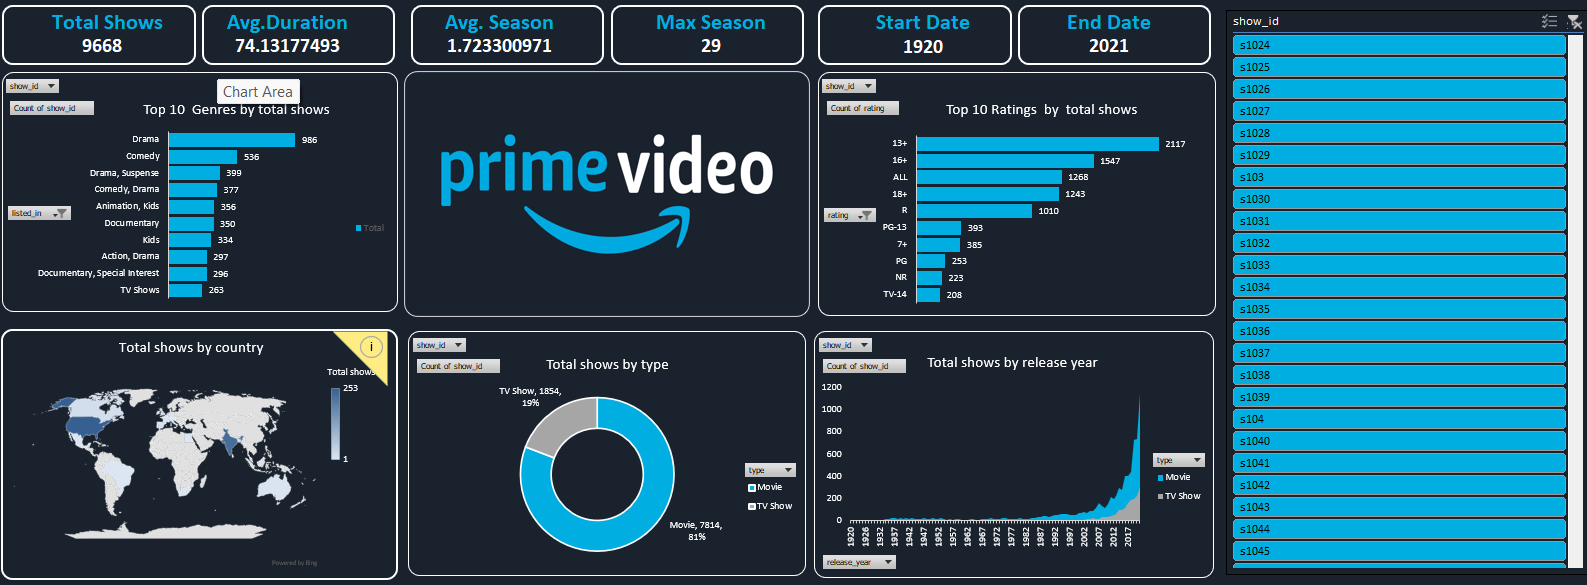 Total Shows
9668
Avg.Duration
74.13177493
Avg. Season
1.723300971
Max Season
29
Start Date
1920
End Date
2021
show_id
Count of show_id
Chart Area
Top 10 Genres by total shows
Drama 986
Comedy 536
Drama, Suspense 399
Comedy, Drama 377
Animation, Kids 356
Documentary 350
Kids 334
Action, Drama 297
Documentary, Special Interest 296
TV Shows 263
listed_in
Total
prime video
show_id
Count of rating
Top 10 Ratings by total shows
13+ 2117
16+ 1547
ALL 1268
18+ 1243
R 1010
PG-13 393
7+ 385
PG 253
NR 223
TV-14 208
rating
Total shows by country
i
Total shows
253
1
Powered by Bing
show_id
Count of show_id
Total shows by type
TV Show, 1854,
19%
Movie, 7814,
81%
type
Movie
TV Show
show_id
Count of show_id
Total shows by release year
1200
1000
800
600
400
200
0
1920 1926 1932 1937 1942 1947 1952 1957 1962 1967 1972 1977 1982 1987 1992 1997 2002 2007 2012 2017
type
Movie
TV Show
release_year
show_id
s1024
s1025
s1026
s1027
s1028
s1029
s103
s1030
s1031
s1032
s1033
s1034
s1035
s1036
s1037
s1038
s1039
s104
s1040
s1041
s1042
s1043
s1044
s1045